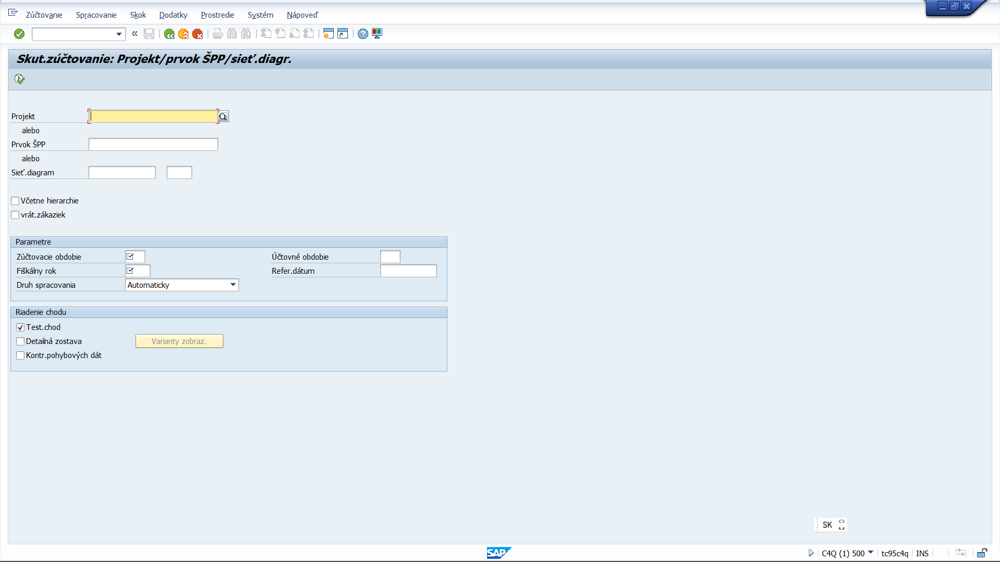 Zúčtovanie Spracovanie Skok Dodatky Prostredie Systém Nápoveď
Skut.zúčtovanie: Projekt/prvok ŠPP/sieť.diagr.
Projekt
alebo
Prvok ŠPP
alebo
Sieť.diagram
Včetne hierarchie
vrát.zákaziek
Parametre
Zúčtovacie obdobie Účtovné obdobie
Fiškálny rok Refer.dátum
Druh spracovania Automaticky
Riadenie chodu
Test.chod
Detailná zostava Varianty zobraz.
Kontr.pohybových dát
SK
SAP C4Q (1) 500 tc95c4q INS